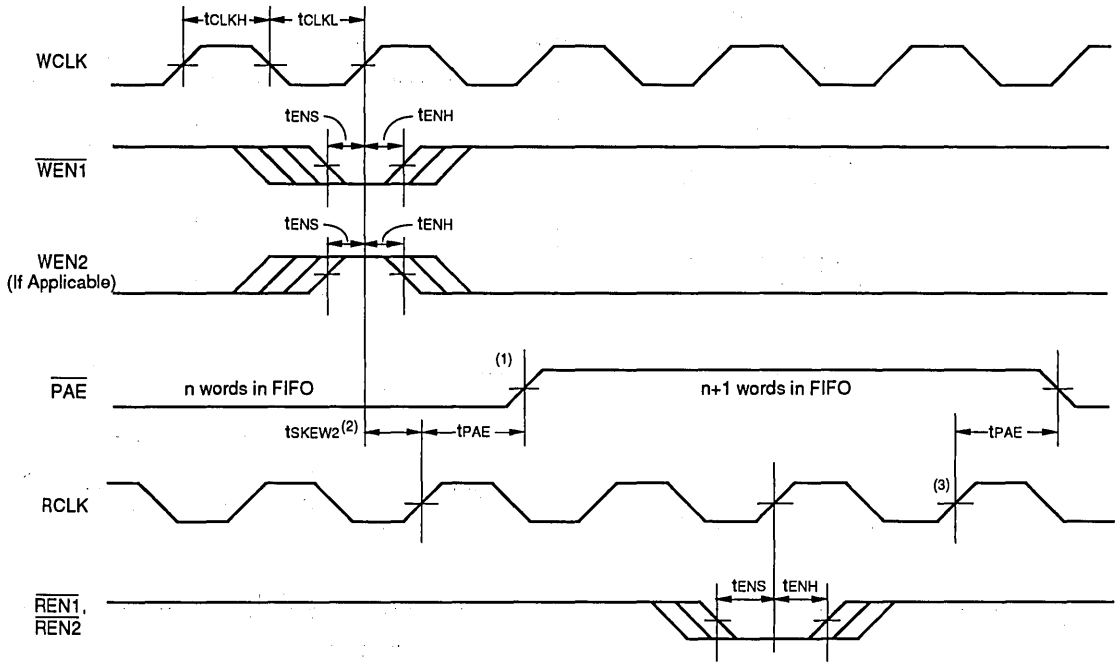 tCLKH
tCLKL
WCLK
tENS
tENH
WEN1
tENS
tENH
WEN2
(If Applicable)
(1)
PAE
n words in FIFO
n+1 words in FIFO
tSKEW2(2)
tPAE
tPAE
RCLK
(3)
tENS
tENH
REN1,
REN2